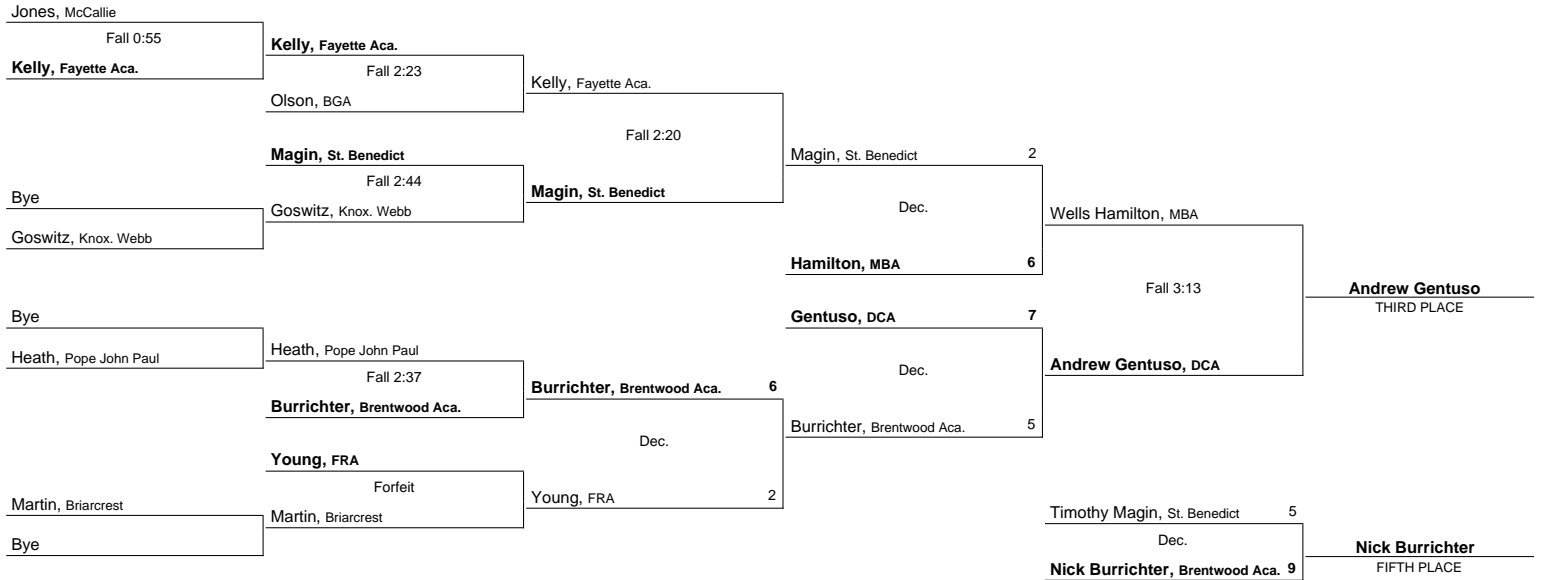 Jones, McCallie
Fall 0:55
Kelly, Fayette Aca.
Bye
Goswitz, Knox. Webb
Bye
Heath, Pope John Paul
Martin, Briarcrest
Bye
Kelly, Fayette Aca.
Fall 2:23
Olson, BGA
Magin, St. Benedict
Fall 2:44
Goswitz, Knox. Webb
Heath, Pope John Paul
Fall 2:37
Burrichter, Brentwood Aca.
Young, FRA
Forfeit
Martin, Briarcrest
Kelly, Fayette Aca.
Fall 2:20
Magin, St. Benedict
Burrichter, Brentwood Aca. 6
Dec.
Young, FRA 2
Magin, St. Benedict 2
Dec.
Hamilton, MBA 6
Gentuso, DCA 7
Dec.
Burrichter, Brentwood Aca. 5
Wells Hamilton, MBA
Fall 3:13
Andrew Gentuso, DCA
Andrew Gentuso
THIRD PLACE
Timothy Magin, St. Benedict 5
Dec.
Nick Burrichter, Brentwood Aca. 9
Nick Burrichter
FIFTH PLACE